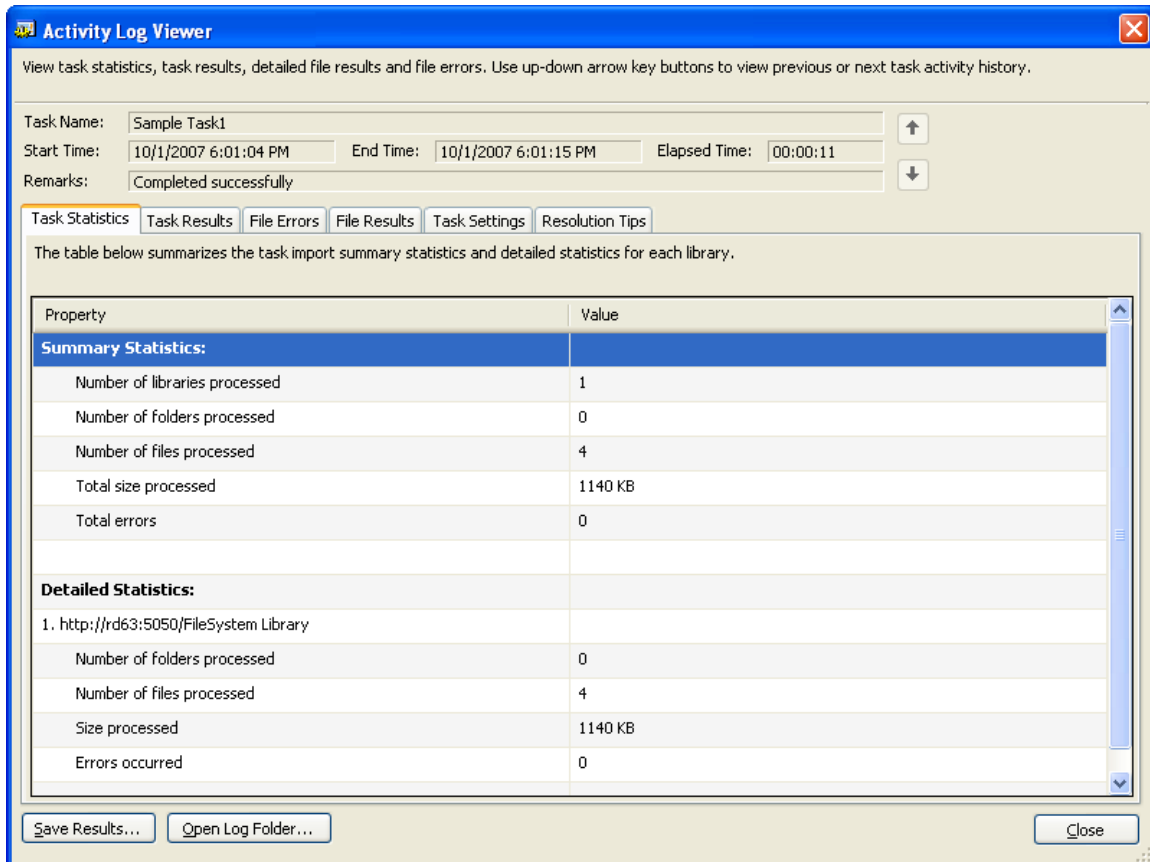 Activity Log Viewer
View task statistics, task results, detailed file results and file errors. Use up-down arrow key buttons to view previous or next task activity history.
Task Name: Sample Task1
Start Time: 10/1/2007 6:01:04 PM End Time: 10/1/2007 6:01:15 PM Elapsed Time: 00:00:11
Remarks: Completed successfully
Task Statistics Task Results File Errors File Results Task Settings Resolution Tips
The table below summarizes the task import summary statistics and detailed statistics for each library.
Property Value
Summary Statistics:
Number of libraries processed 1
Number of folders processed 0
Number of files processed 4
Total size processed 1140 KB
Total errors 0
Detailed Statistics:
1. http://rd63:5050/FileSystem Library
Number of folders processed 0
Number of files processed 4
Size processed 1140 KB
Errors occurred 0
Save Results... Open Log Folder... Close